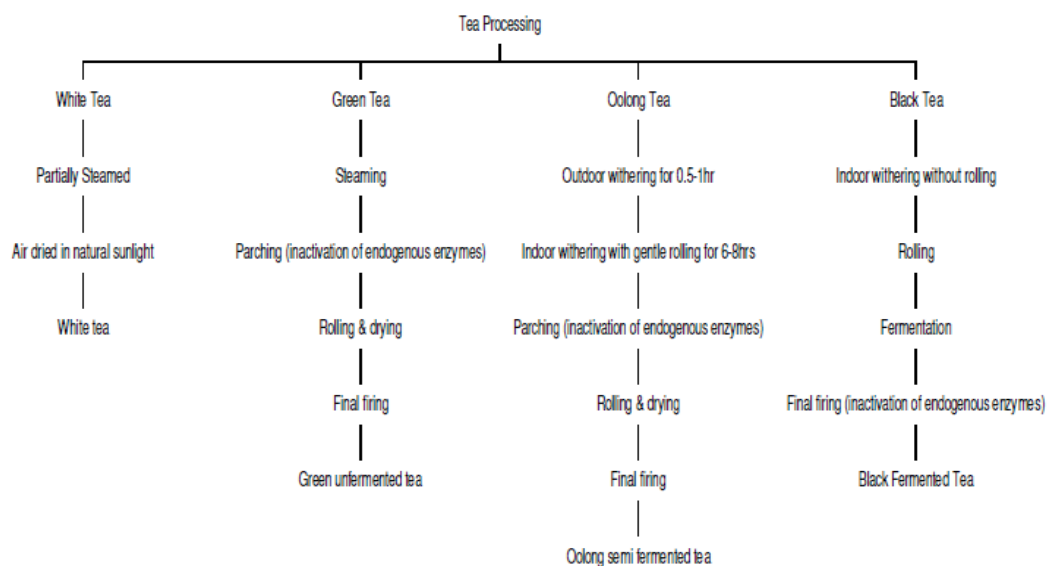 Tea Processing
White Tea
Green Tea
Oolong Tea
Black Tea
Partially Steamed
Steaming
Outdoor withering for 0.5-1hr
Indoor withering without rolling
Air dried in natural sunlight
Parching (inactivation of endogenous enzymes)
Indoor withering with gentle rolling for 6-8hrs
Rolling
White tea
Rolling & drying
Parching (inactivation of endogenous enzymes)
Fermentation
Final firing
Rolling & drying
Final firing (inactivation of endogenous enzymes)
Green unfermented tea
Final firing
Black Fermented Tea
Oolong semi fermented tea